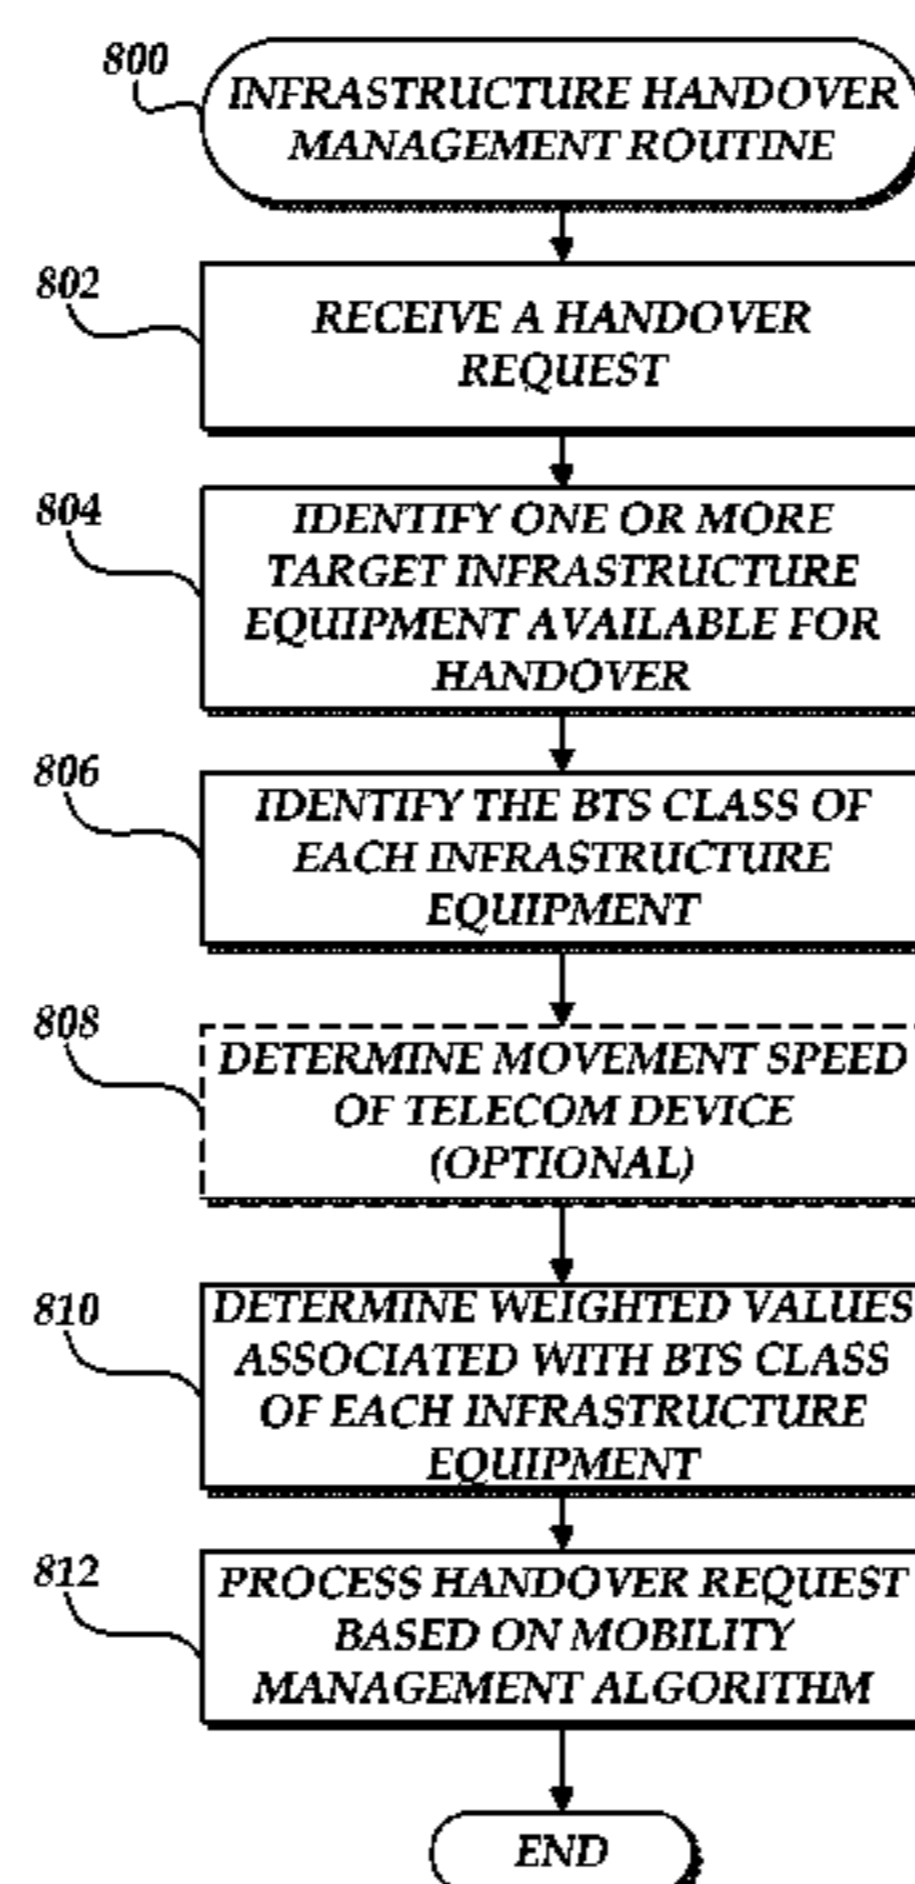 800
INFRASTRUCTURE HANDOVER
MANAGEMENT ROUTINE
802
RECEIVE A HANDOVER
REQUEST
804
IDENTIFY ONE OR MORE
TARGET INFRASTRUCTURE
EQUIPMENT AVAILABLE FOR
HANDOVER
806
IDENTIFY THE BTS CLASS OF
EACH INFRASTRUCTURE
EQUIPMENT
808
DETERMINE MOVEMENT SPEED
OF TELECOM DEVICE
(OPTIONAL)
810
DETERMINE WEIGHTED VALUES
ASSOCIATED WITH BTS CLASS
OF EACH INFRASTRUCTURE
EQUIPMENT
812
PROCESS HANDOVER REQUEST
BASED ON MOBILITY
MANAGEMENT ALGORITHM
END